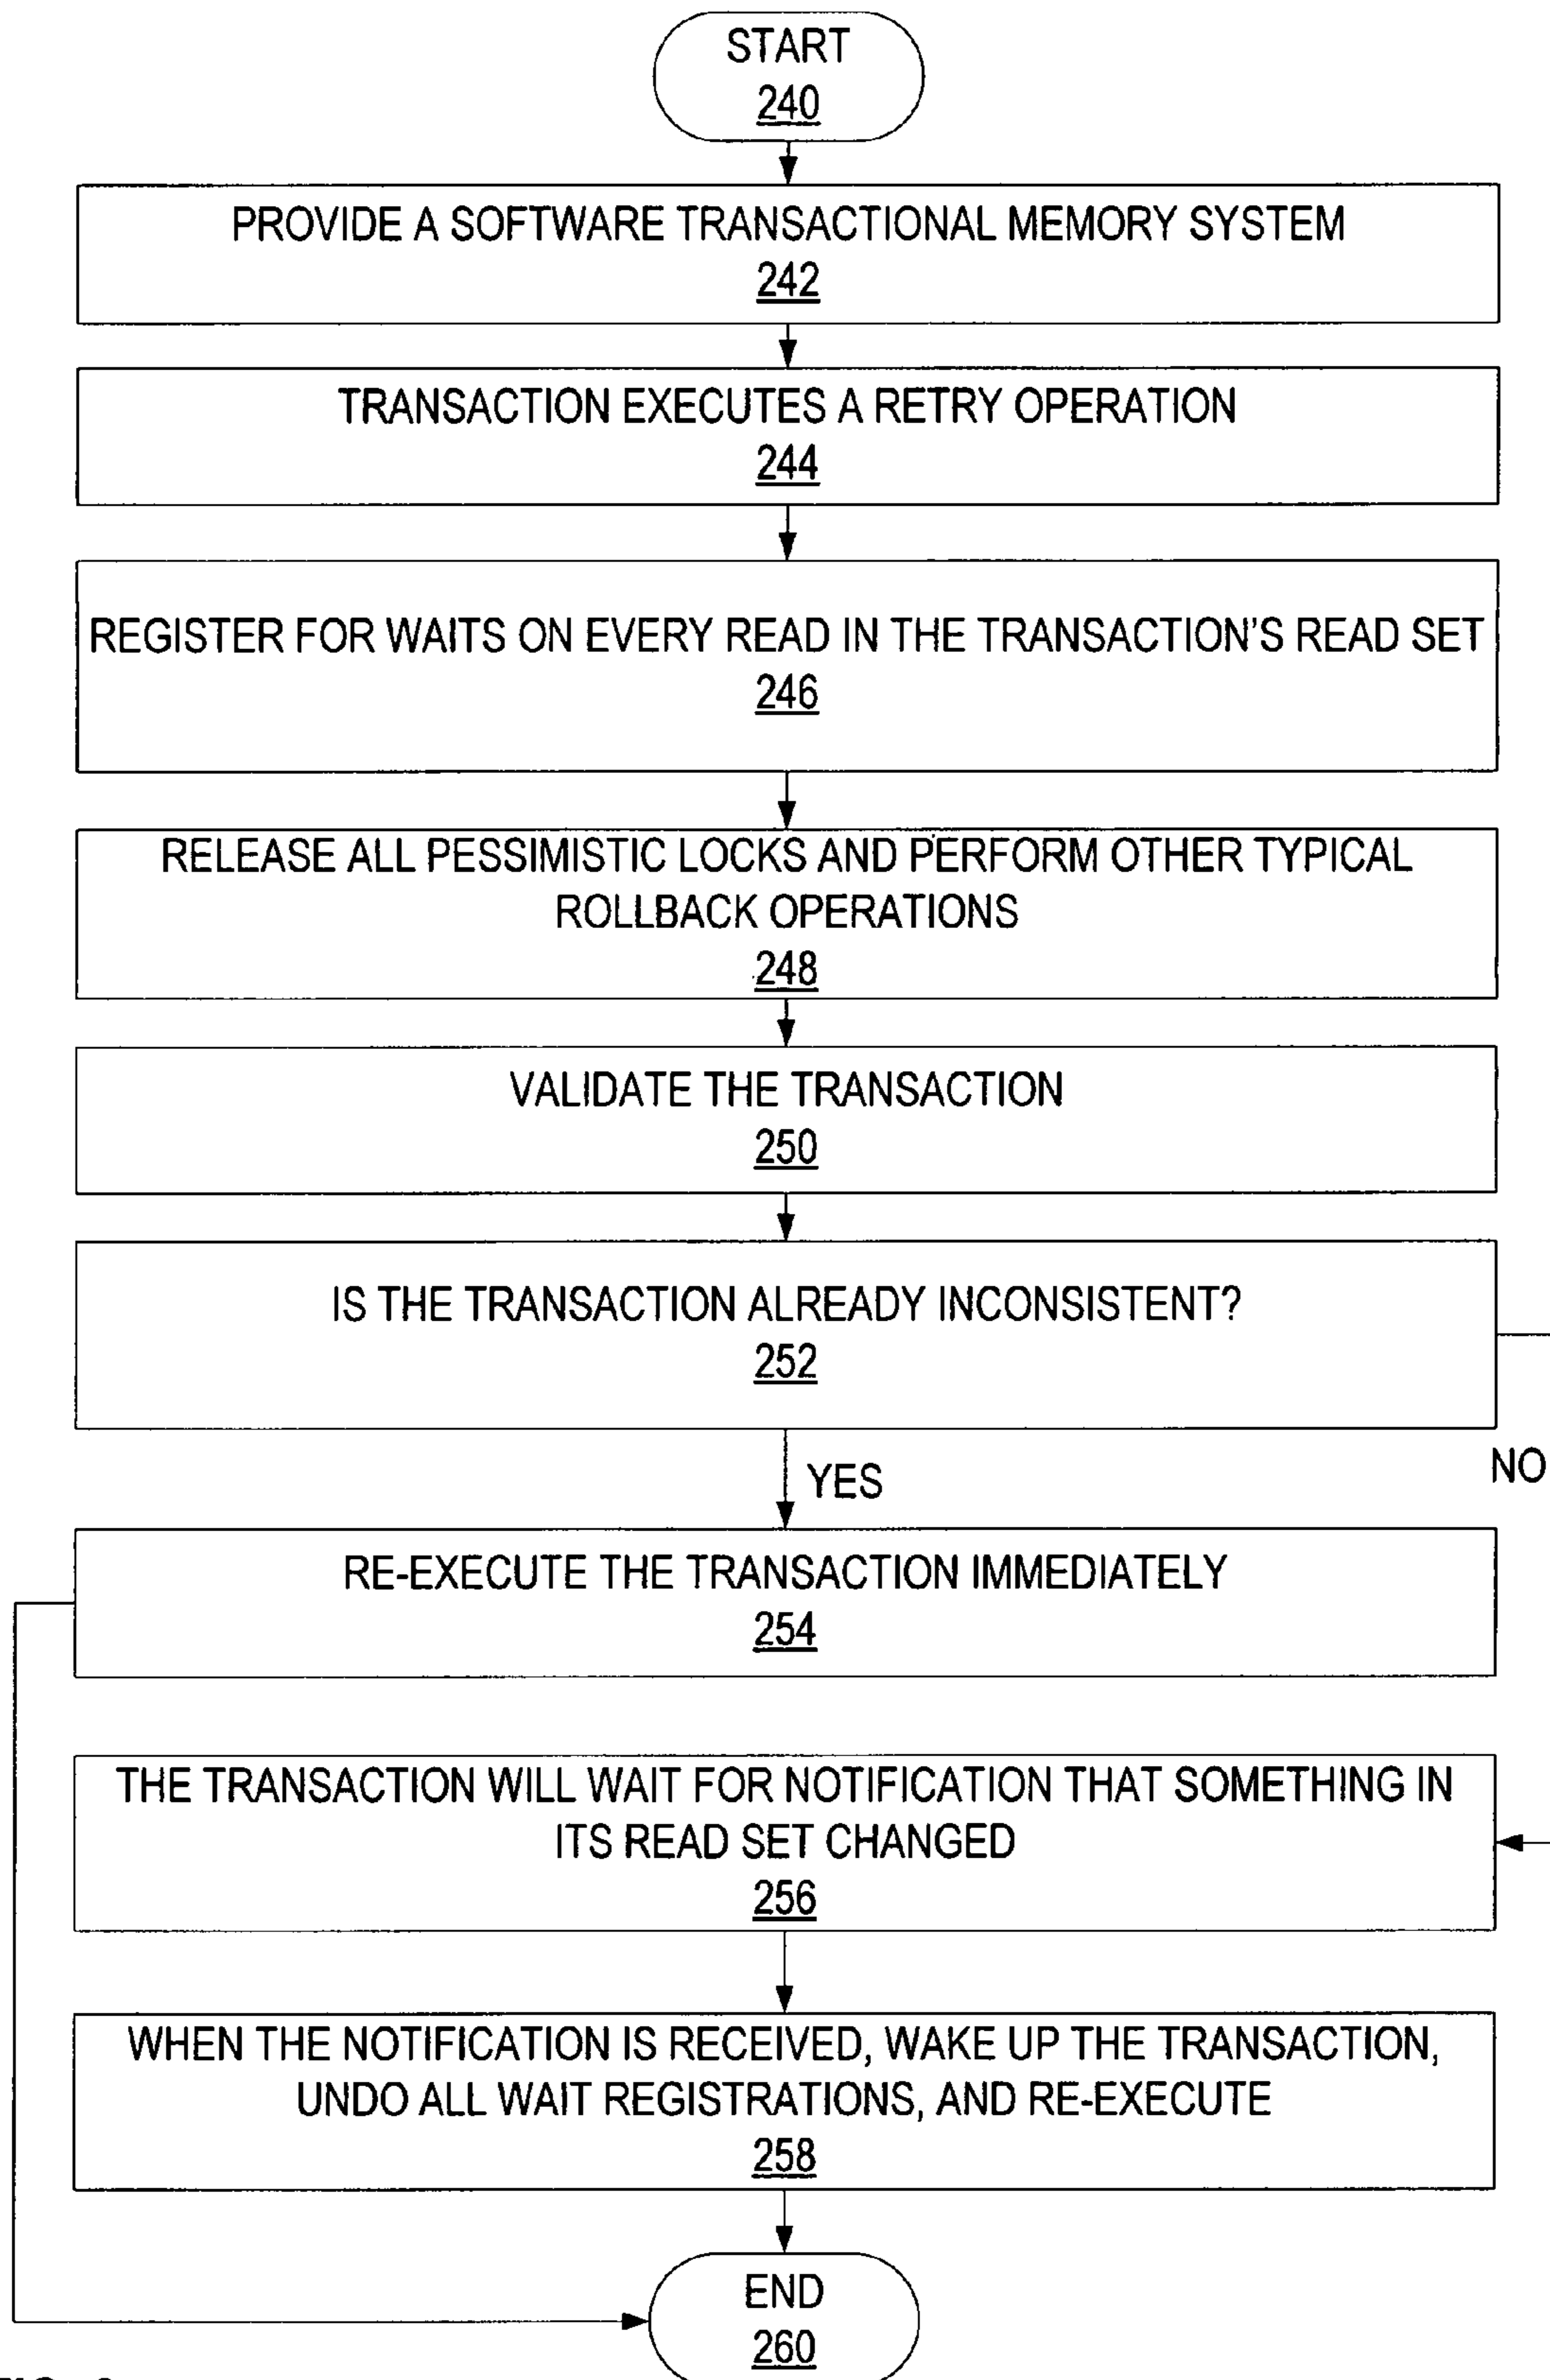 START
240
PROVIDE A SOFTWARE TRANSACTIONAL MEMORY SYSTEM
242
TRANSACTION EXECUTES A RETRY OPERATION
244
REGISTER FOR WAITS ON EVERY READ IN THE TRANSACTION'S READ SET
246
RELEASE ALL PESSIMISTIC LOCKS AND PERFORM OTHER TYPICAL
ROLLBACK OPERATIONS
248
VALIDATE THE TRANSACTION
250
IS THE TRANSACTION ALREADY INCONSISTENT?
252
YES
NO
RE-EXECUTE THE TRANSACTION IMMEDIATELY
254
THE TRANSACTION WILL WAIT FOR NOTIFICATION THAT SOMETHING IN
ITS READ SET CHANGED
256
WHEN THE NOTIFICATION IS RECEIVED, WAKE UP THE TRANSACTION,
UNDO ALL WAIT REGISTRATIONS, AND RE-EXECUTE
258
END
260